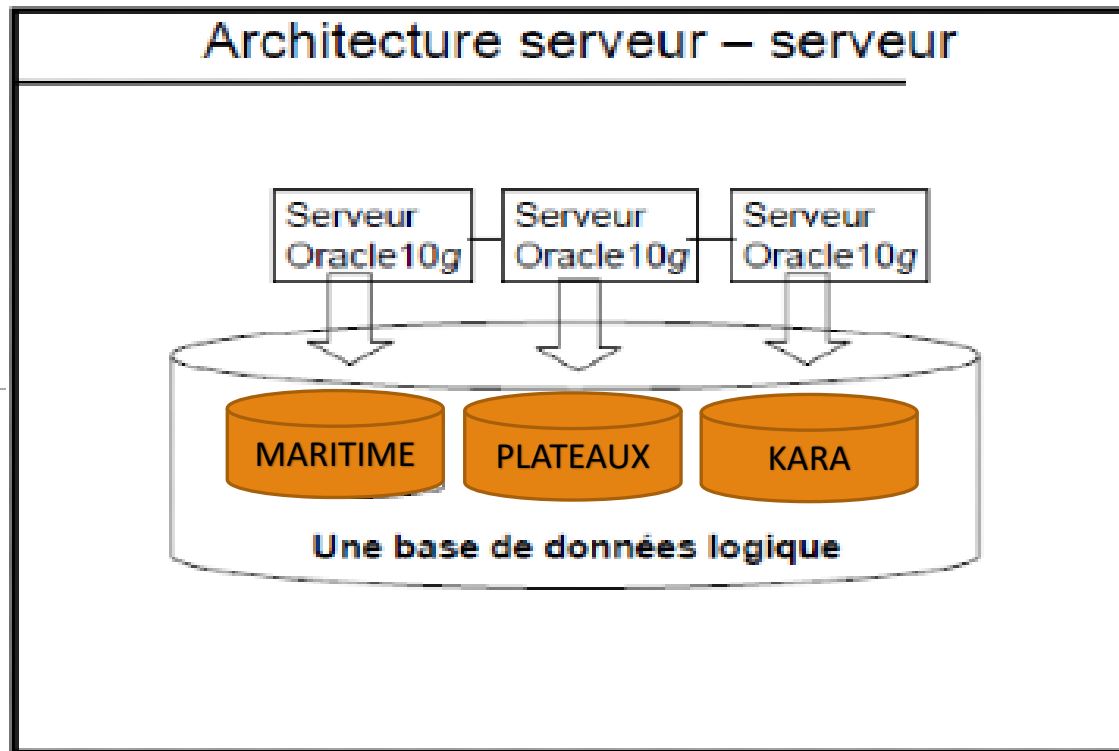 Architecture serveur – serveur
Serveur
Oracle10g
Serveur
Oracle10g
Serveur
Oracle10g
MARITIME
PLATEAUX
KARA
Une base de données logique